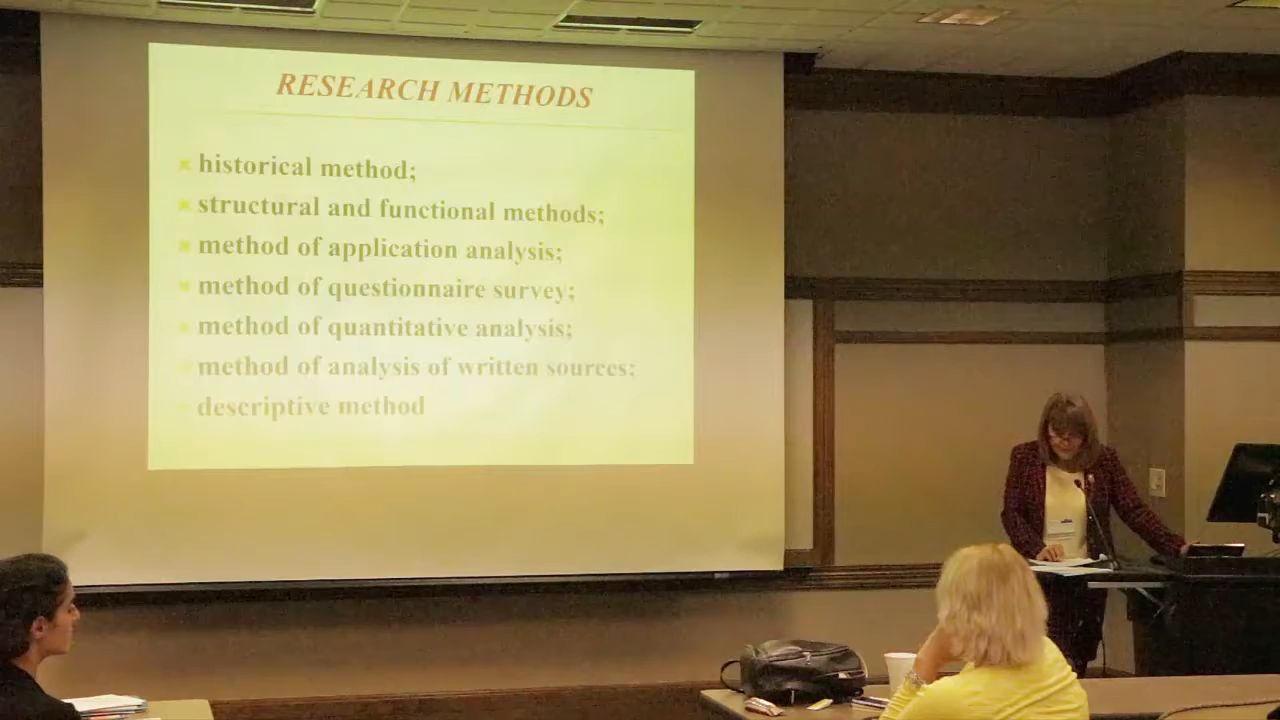 RESEARCH METHODS
historical method;
structural and functional methods;
method of application analysis;
method of questionnaire survey;
method of quantitative analysis;
method of analysis of written sources;
descriptive method